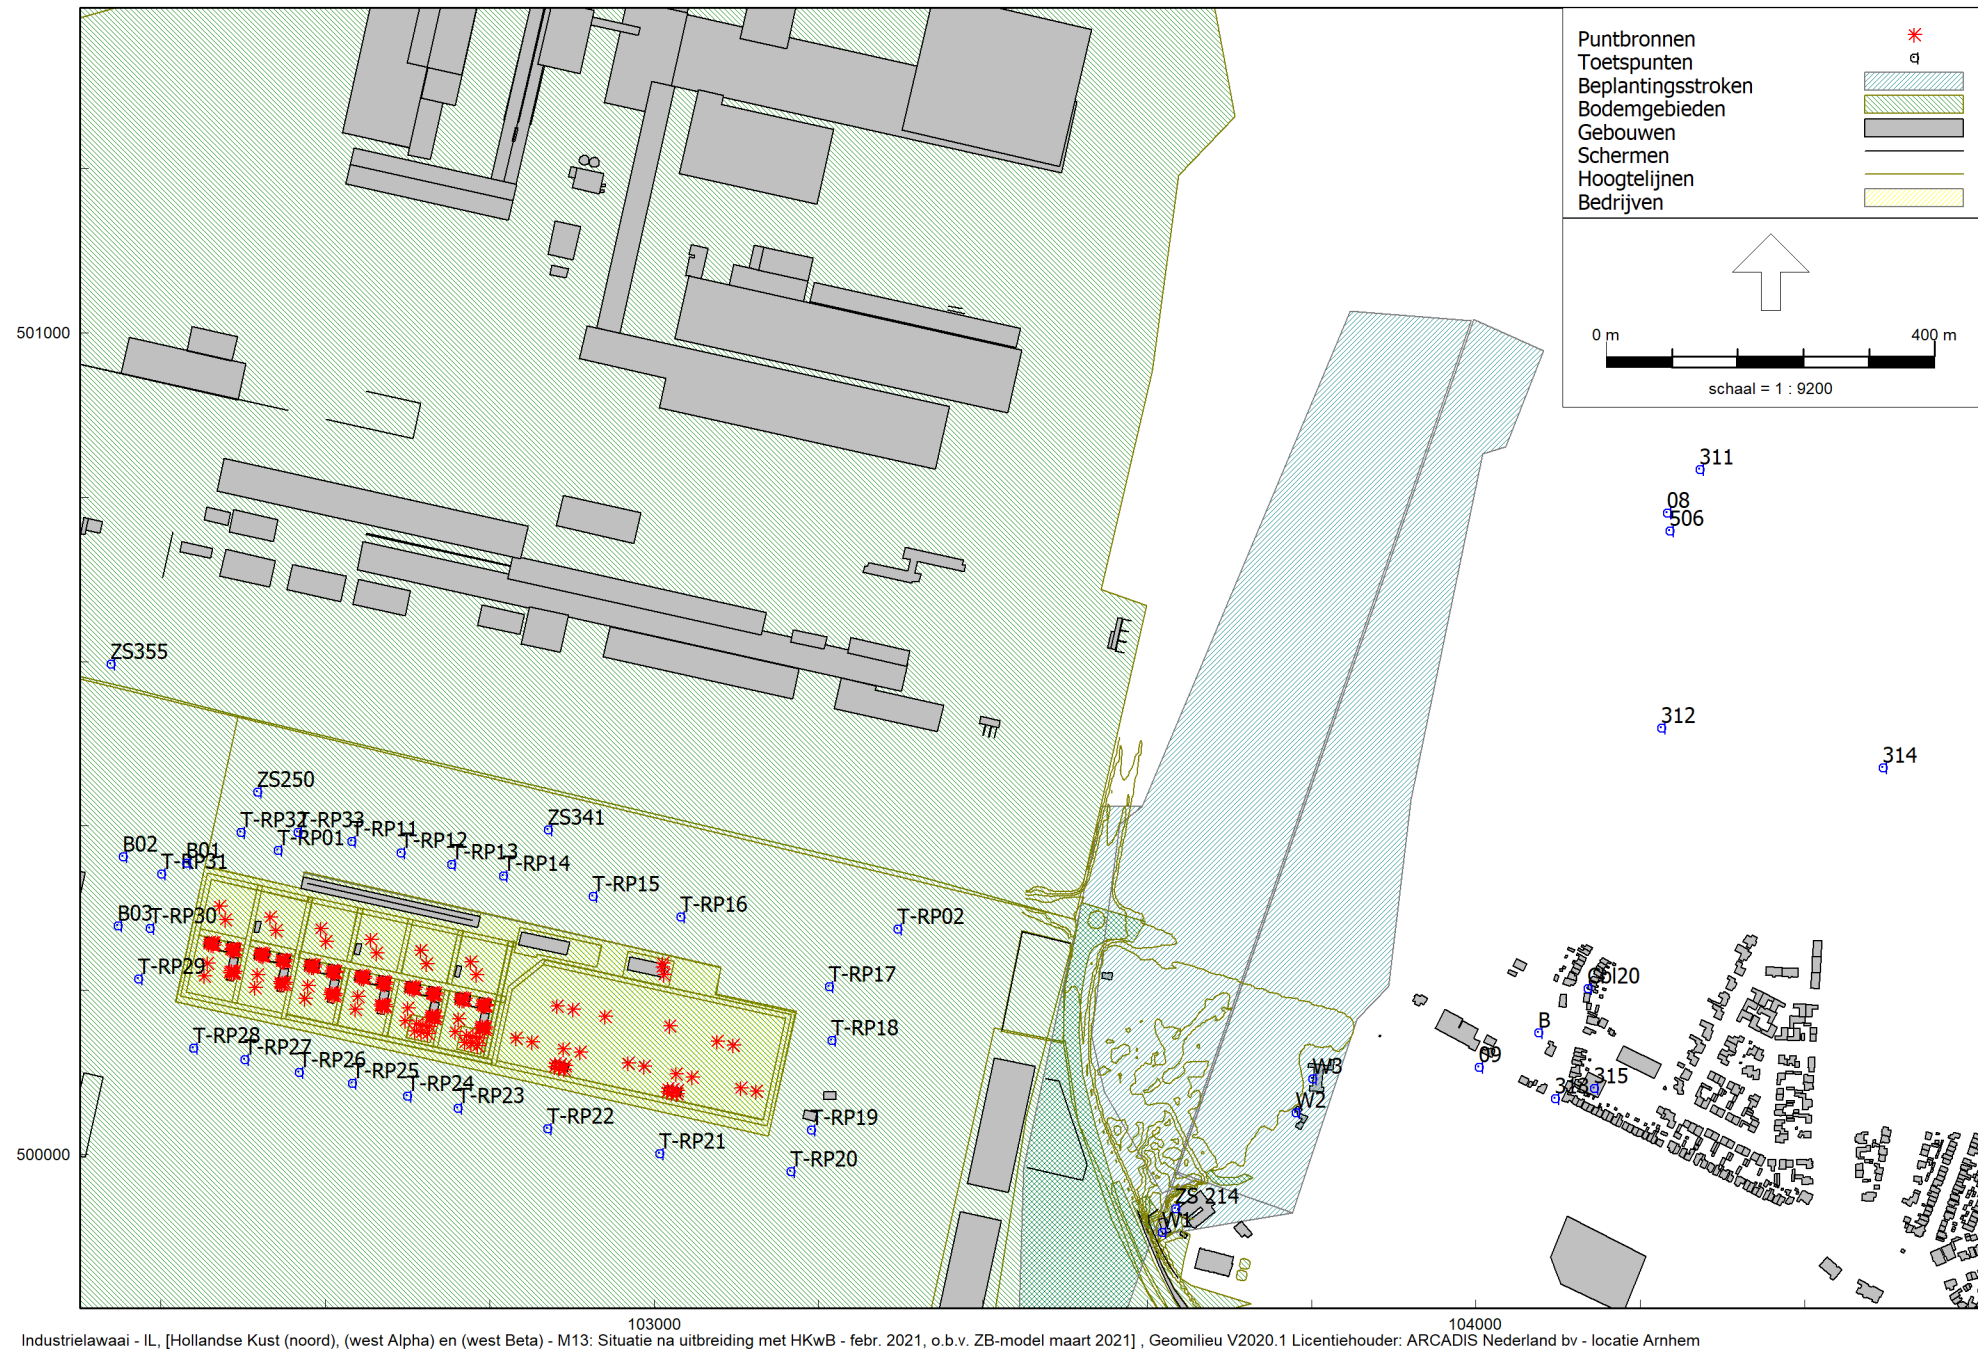 Puntbronnen
Toetspunten
Beplantingsstroken
Bodemgebieden
Gebouwen
Schermen
Hoogtelijnen
Bedrijven
0 m 400 m
schaal = 1 : 9200
501000
311
08
506
ZS355
312
314
ZS250
T-RP32
T-RP33
T-RP11
ZS341
T-RP01
T-RP12
B02
B01
T-RP31
T-RP13
T-RP14
T-RP15
T-RP16
B03
T-RP30
T-RP02
T-RP29
T-RP17
T-RP28
T-RP18
T-RP27
T-RP26
T-RP25
T-RP24
T-RP23
T-RP22
T-RP19
T-RP21
T-RP20
B
09
W3
315
W2
500000
ZS 214
W1
103000 104000
Industrielawaai - IL, [Hollandse Kust (noord), (west Alpha) en (west Beta) - M13: Situatie na uitbreiding met HKwB - febr. 2021, o.b.v. ZB-model maart 2021] , Geomilieu V2020.1 Licentiehouder: ARCADIS Nederland bv - locatie Arnhem